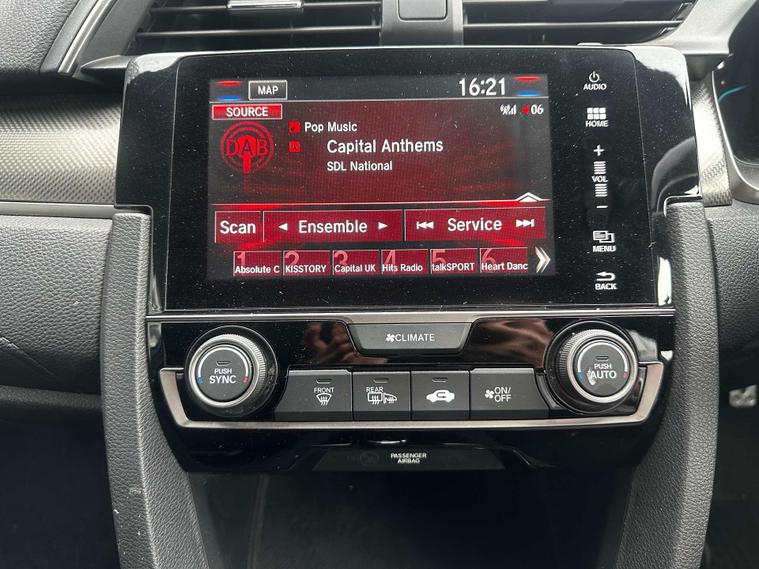 MAP
16:21
AUDIO
SOURCE
06
Pop Music
HOME
DAB
Capital Anthems
SDL National
+
VOL
−
Scan
Ensemble
Service
MENU
1 2 3 4 5 6
Absolute C KISSTORY Capital UK Hits Radio talkSPORT Heart Danc
BACK
CLIMATE
PUSH
SYNC
FRONT
REAR
ON/
OFF
PUSH
AUTO
PASSENGER
AIRBAG